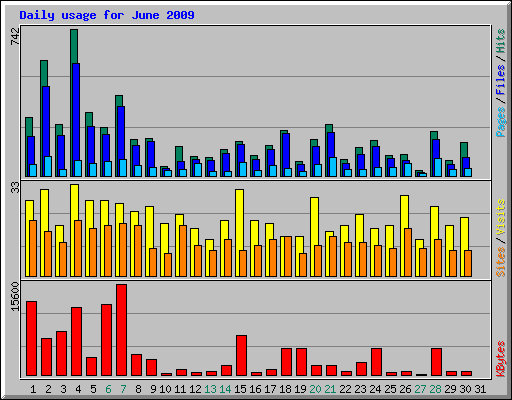 Daily usage for June 2009
742
Pages / Files / Hits
33
Sites / Visits
15600
KBytes
1 2 3 4 5 6 7 8 9 10 11 12 13 14 15 16 17 18 19 20 21 22 23 24 25 26 27 28 29 30 31